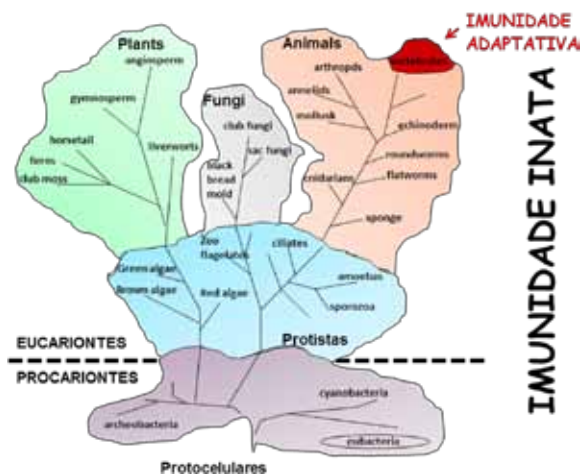 IMUNIDADE
ADAPTATIVA
Plants
angiosperm
gymnosperm
liverworts
ferns
club moss
Fungi
club fungi
sac fungi
black
bread
mold
Animals
arthropds
annelids
mollusk
echinoderm
roundworms
flatworms
cnidarians
sponge
IMUNIDADE INATA
Zoo
flagelates
ciliates
amoebas
sporozoa
Green algae
Brown algae
Red algae
Protistas
EUCARIONTES
PROCARIONTES
cyanobacteria
archeobacteria
eubacteria
Protocelulares